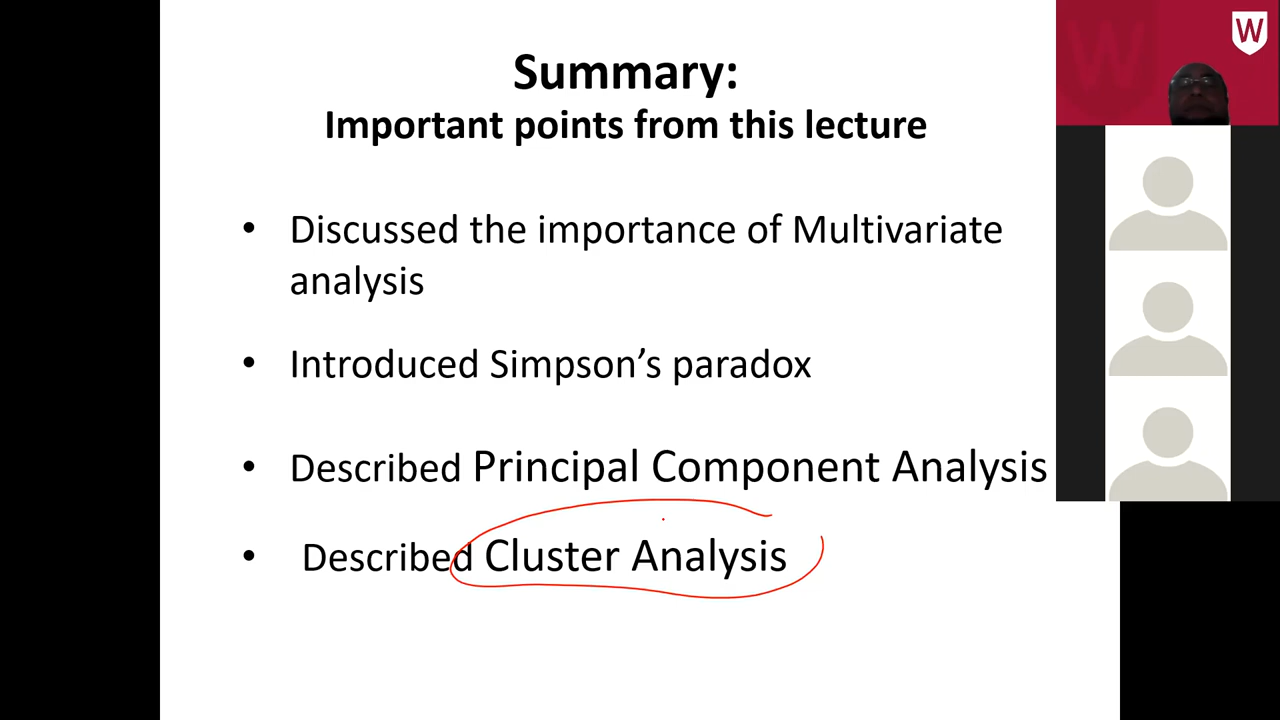 Summary:
Important points from this lecture
• Discussed the importance of Multivariate
analysis
• Introduced Simpson’s paradox
• Described Principal Component Analysis
• Described Cluster Analysis
W
W